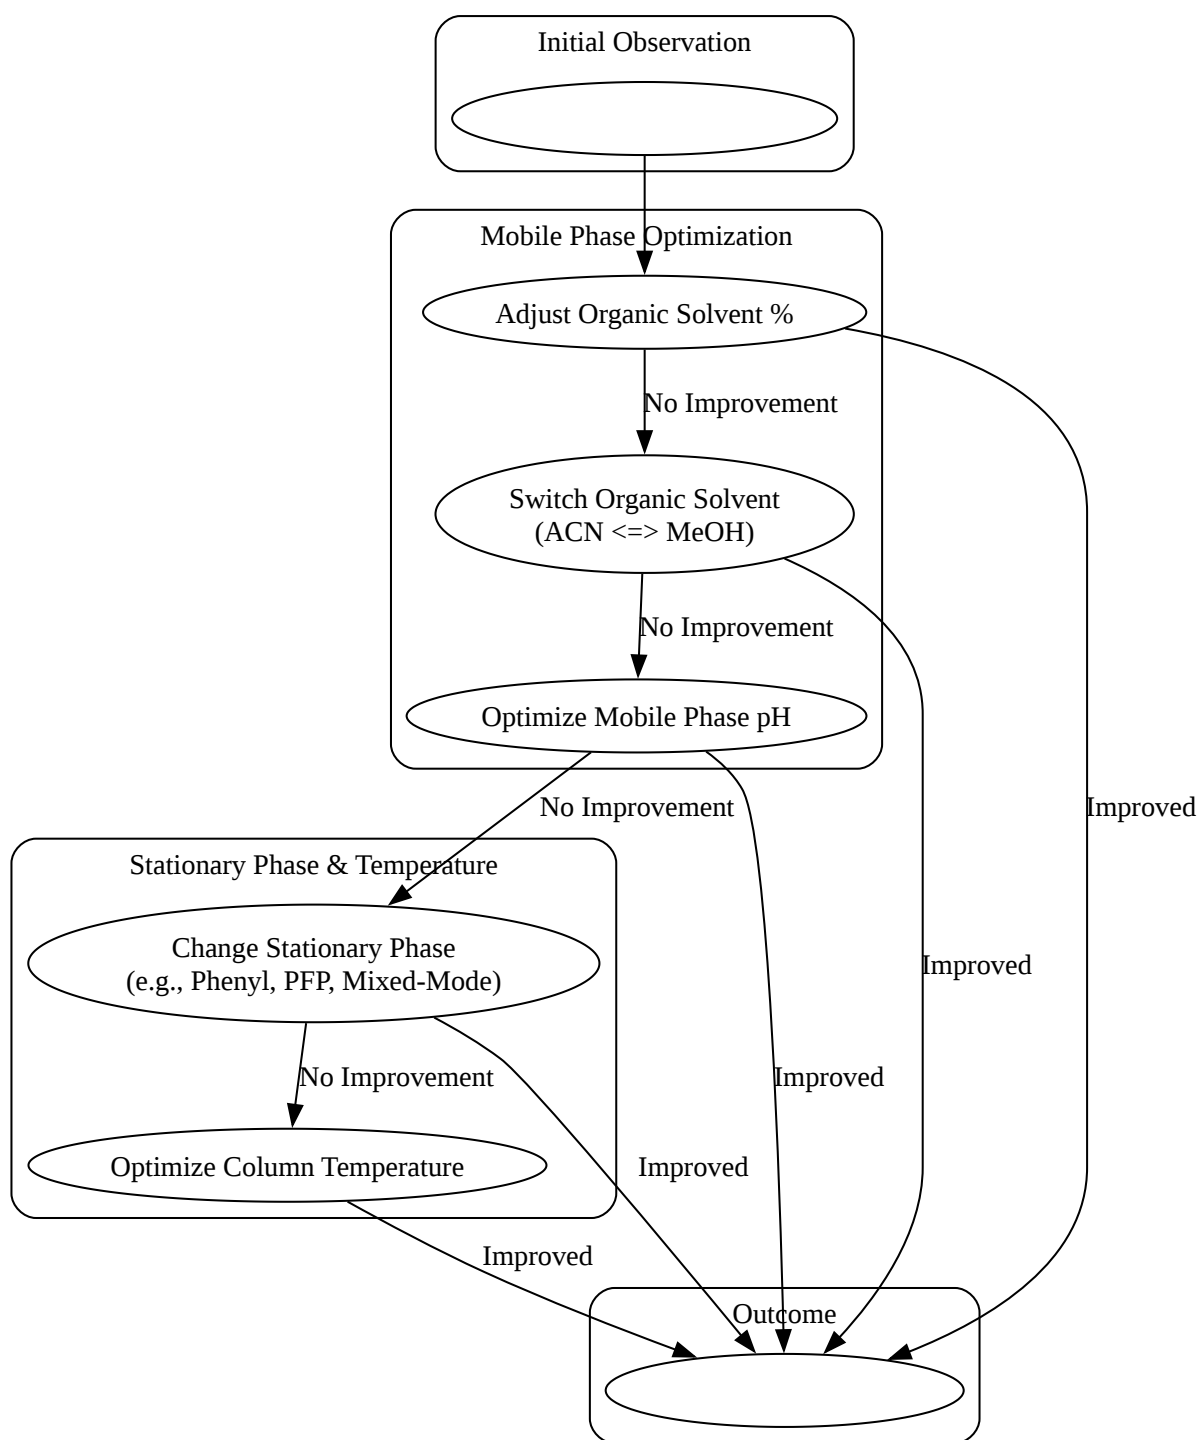 Initial Observation
Mobile Phase Optimization
Adjust Organic Solvent %
No Improvement
Switch Organic Solvent
(ACN <=> MeOH)
No Improvement
Optimize Mobile Phase pH
No Improvement
Improved
Stationary Phase & Temperature
Change Stationary Phase
(e.g., Phenyl, PFP, Mixed-Mode)
Improved
No Improvement
Improved
Optimize Column Temperature
Improved
Improved
Outcome